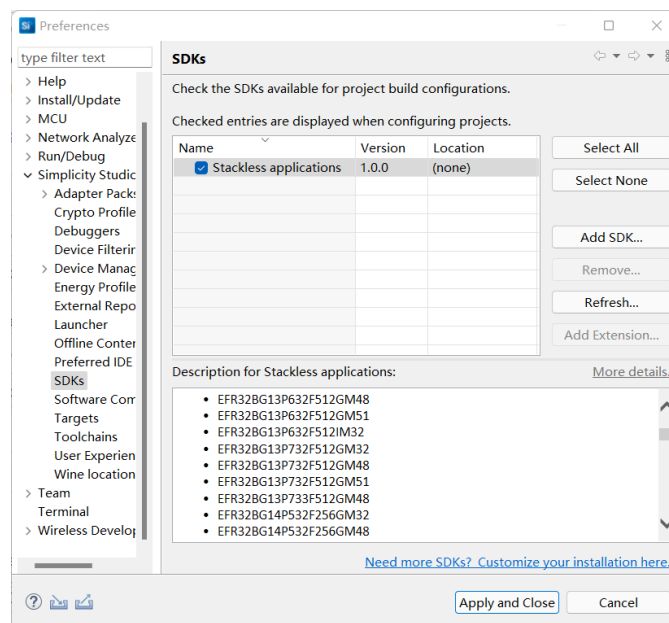 Si Preferences
type filter text
Help
Install/Update
MCU
Network Analyze
Run/Debug
Simplicity Studio
Adapter Packs
Crypto Profile
Debuggers
Device Filterin
Device Manag
Energy Profile
External Repo
Launcher
Offline Conter
Preferred IDE
SDKs
Software Com
Targets
Toolchains
User Experien
Wine location
Team
Terminal
Wireless Develop
SDKs
Check the SDKs available for project build configurations.
Checked entries are displayed when configuring projects.
Name Version Location
Stackless applications 1.0.0 (none)
Select All
Select None
Add SDK...
Remove...
Refresh...
Add Extension...
Description for Stackless applications: More details.
• EFR32BG13P632F512GM48
• EFR32BG13P632F512GM51
• EFR32BG13P632F512IM32
• EFR32BG13P732F512GM32
• EFR32BG13P732F512GM48
• EFR32BG13P732F512GM51
• EFR32BG13P733F512GM48
• EFR32BG14P532F256GM32
• EFR32BG14P532F256GM48
Need more SDKs? Customize your installation here.
? Apply and Close Cancel